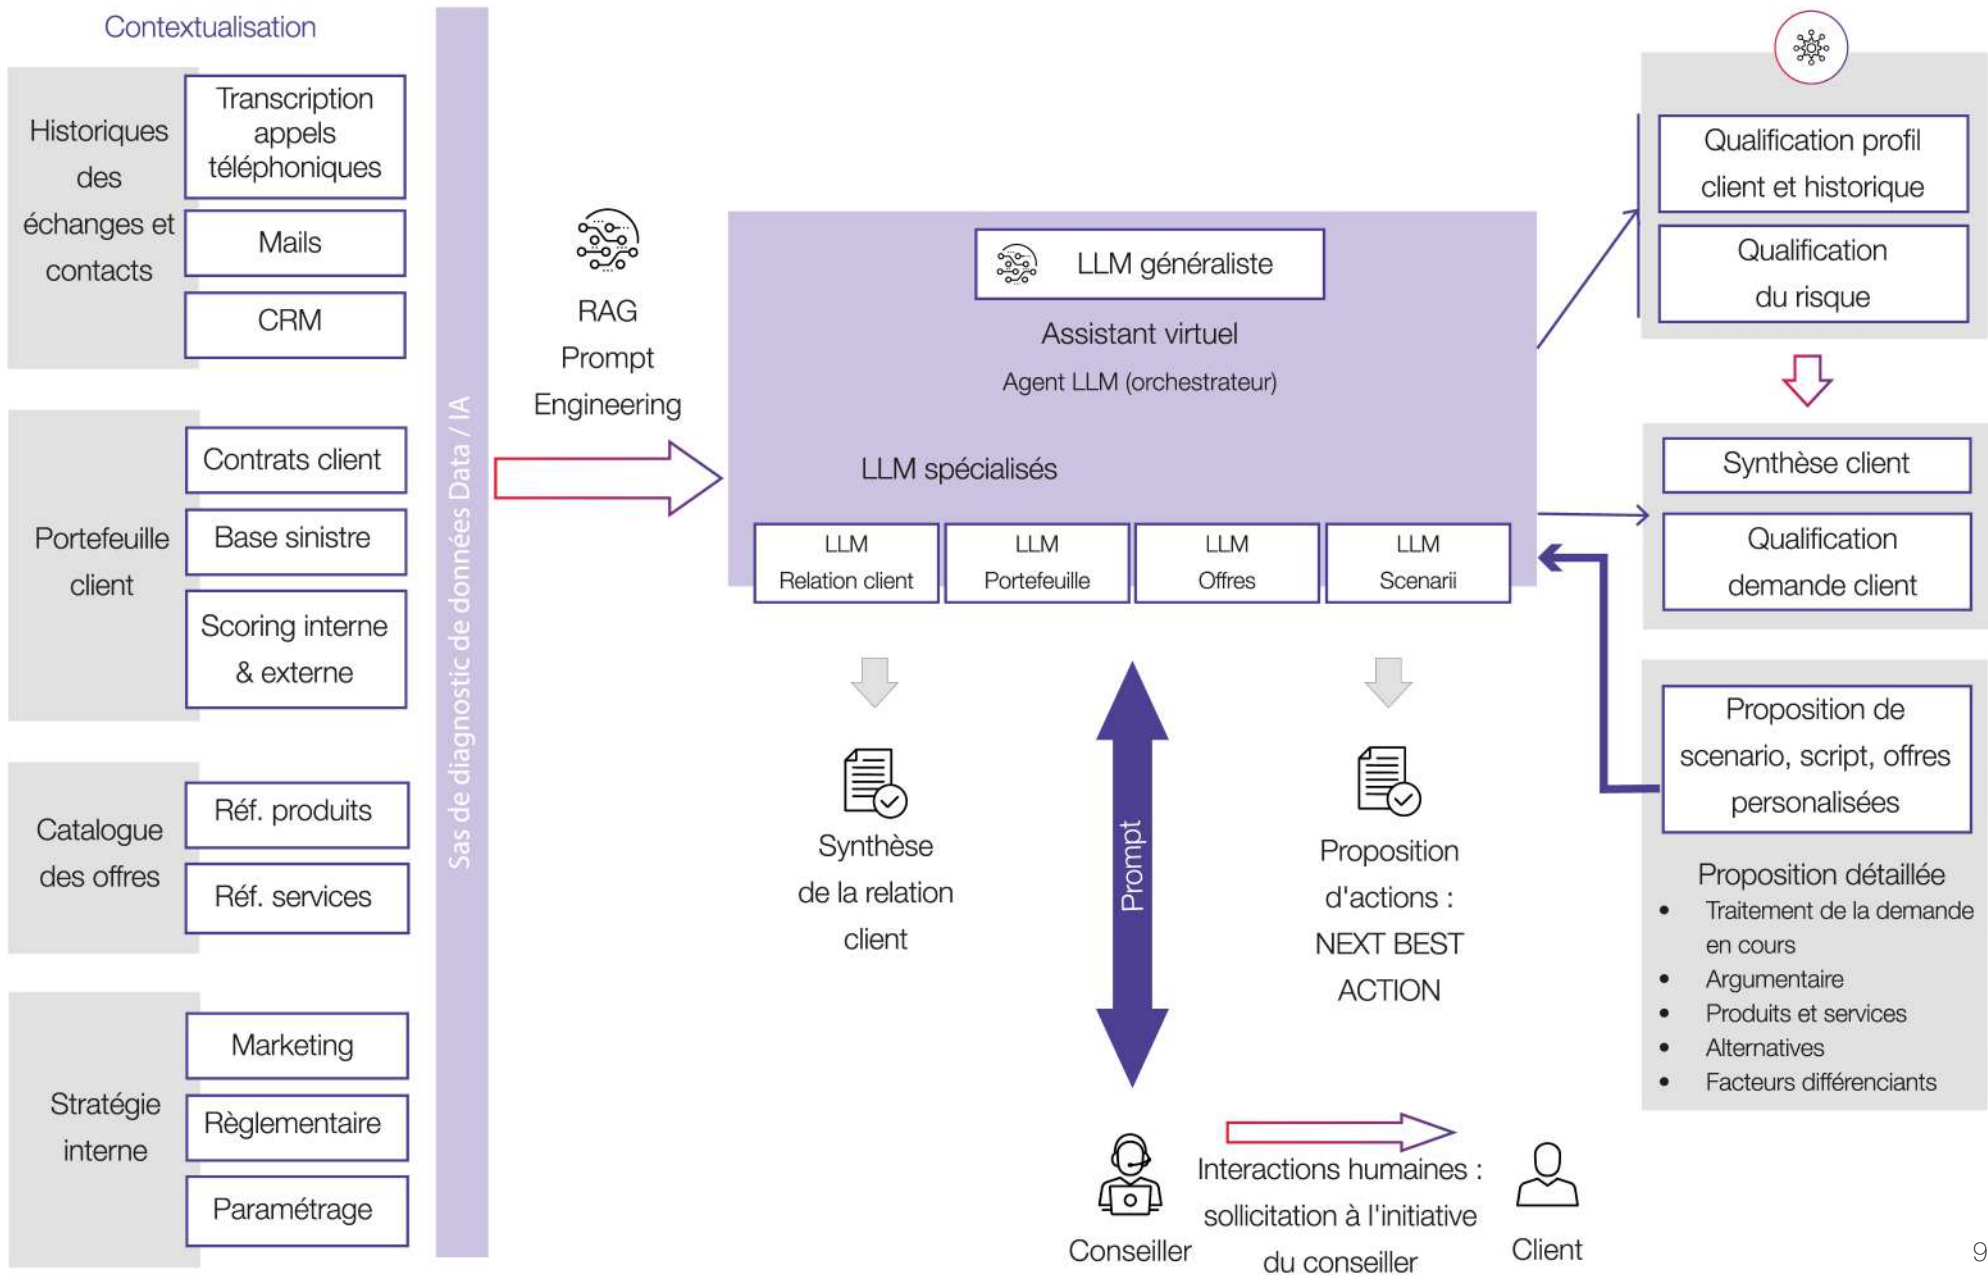 Contextualisation
Historiques
des
échanges et
contacts
Transcription
appels
téléphoniques
Mails
CRM
Portefeuille
client
Contrats client
Base sinistre
Scoring interne
& externe
Catalogue
des offres
Réf. produits
Réf. services
Stratégie
interne
Marketing
Règlementaire
Paramétrage
Sas de diagnostic de données Data / IA
RAG
Prompt
Engineering
LLM généraliste
Assistant virtuel
Agent LLM (orchestrateur)
LLM spécialisés
LLM
Relation client
LLM
Portefeuille
LLM
Offres
LLM
Scenarii
Synthèse
de la relation
client
Prompt
Proposition
d'actions :
NEXT BEST
ACTION
Conseiller
Interactions humaines :
sollicitation à l'initiative
du conseiller
Client
Qualification profil
client et historique
Qualification
du risque
Synthèse client
Qualification
demande client
Proposition de
scenario, script, offres
personalisées
Proposition détaillée
• Traitement de la demande
en cours
• Argumentaire
• Produits et services
• Alternatives
• Facteurs différenciants
9